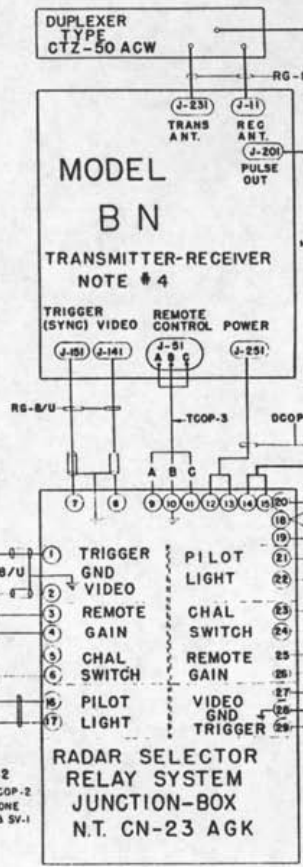 DUPLEXER
TYPE
CTZ-50 ACW
J-231
J-11
TRANS
ANT.
REC
ANT.
J-201
PULSE
OUT
MODEL
BN
TRANSMITTER-RECEIVER
NOTE #4
TRIGGER
(SYNC) VIDEO
REMOTE
CONTROL
POWER
J-151
J-141
J-51
A B C
J-251
RG-8/U
TCOP-3
DCOP
A B C
7 8 9 10 11 12 13 14 15 20
18
19
1 TRIGGER
GND
2 VIDEO
3 REMOTE
4 GAIN
5 CHAL
6 SWITCH
16 PILOT
17 LIGHT
21 PILOT
22 LIGHT
23 CHAL
24 SWITCH
25 REMOTE
26 GAIN
27 VIDEO
28 GND
29 TRIGGER
8/U
RADAR SELECTOR
RELAY SYSTEM
JUNCTION-BOX
N.T. CN-23 AGK
2
COP-2
ONE
SV-1